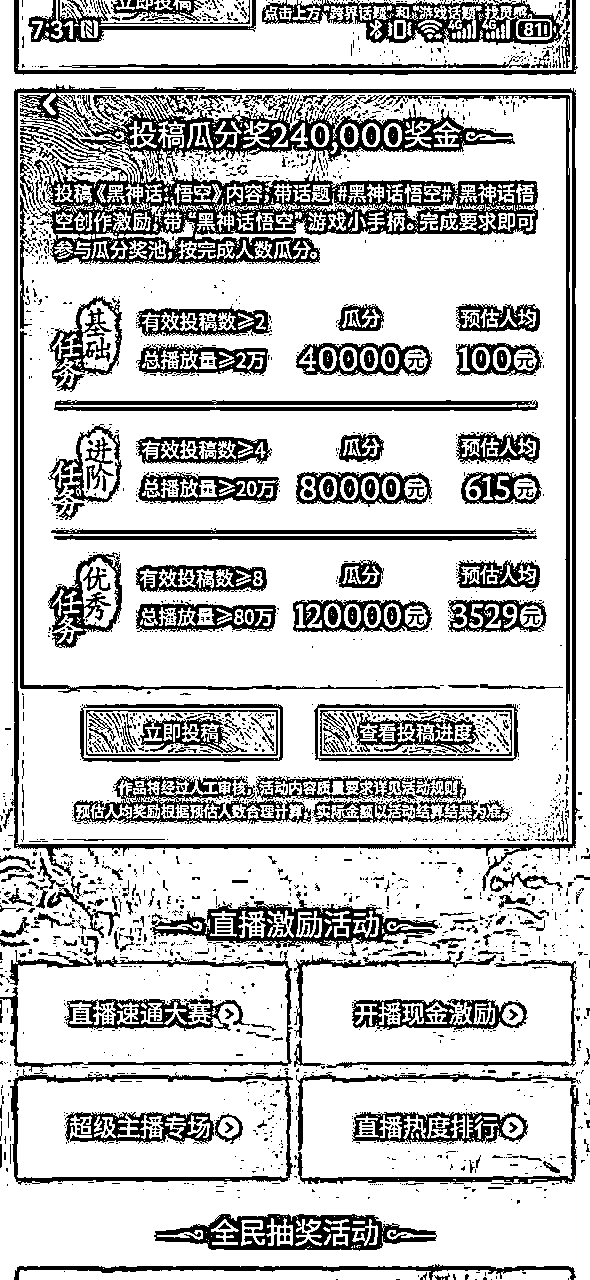 立即投稿
点击上方“跨界话题”和“游戏话题”找灵感
7:31
81
投稿瓜分奖240,000奖金
投稿《黑神话：悟空》内容，带话题 #黑神话悟空# 黑神话悟
空创作激励，带“黑神话悟空”游戏小手柄。完成要求即可
参与瓜分奖池，按完成人数瓜分。
基础任务
有效投稿数≥2 瓜分 预估人均
总播放量≥2万 40000元 100元
进阶任务
有效投稿数≥4 瓜分 预估人均
总播放量≥20万 80000元 615元
优秀任务
有效投稿数≥8 瓜分 预估人均
总播放量≥80万 120000元 3529元
立即投稿 查看投稿进度
作品将经过人工审核，活动内容质量要求详见活动规则，
预估人均奖励根据预估人数合理计算，实际金额以活动结算结果为准。
直播激励活动
直播速通大赛 开播现金激励
超级主播专场 直播热度排行
全民抽奖活动